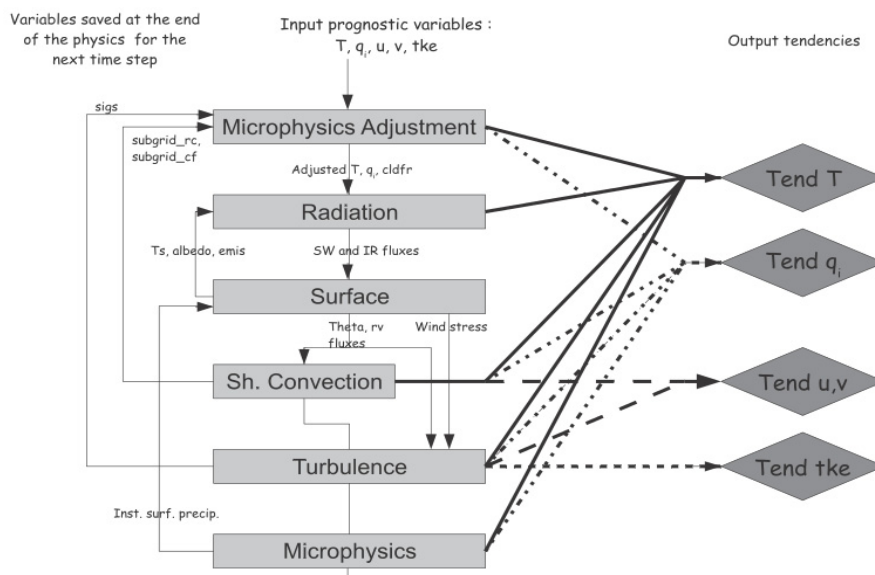 Variables saved at the end
of the physics for the
next time step
Input prognostic variables :
T, qi, u, v, tke
Output tendencies
sigs
Microphysics Adjustment
subgrid_rc,
subgrid_cf
Adjusted T, qi, cldfr
Tend T
Radiation
Ts, albedo, emis
SW and IR fluxes
Tend qi
Surface
Theta, rv
fluxes
Wind stress
Sh. Convection
Tend u,v
Turbulence
Tend tke
Inst. surf. precip.
Microphysics